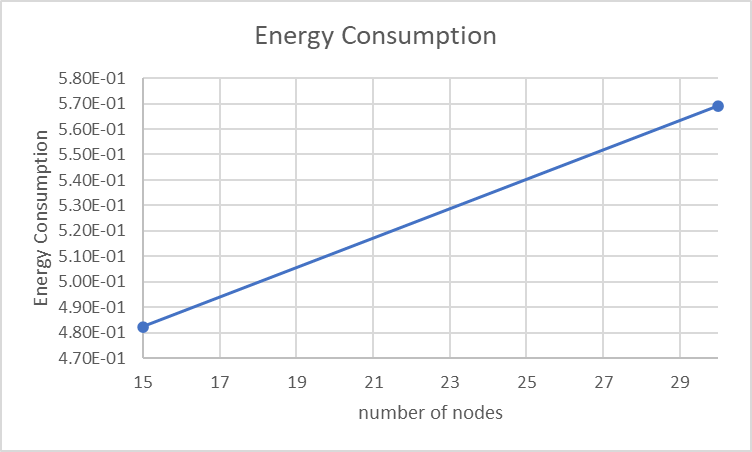 Energy Consumption
5.80E-01
5.70E-01
5.60E-01
5.50E-01
5.40E-01
5.30E-01
5.20E-01
5.10E-01
5.00E-01
4.90E-01
4.80E-01
4.70E-01
Energy Consumption
15 17 19 21 23 25 27 29
number of nodes